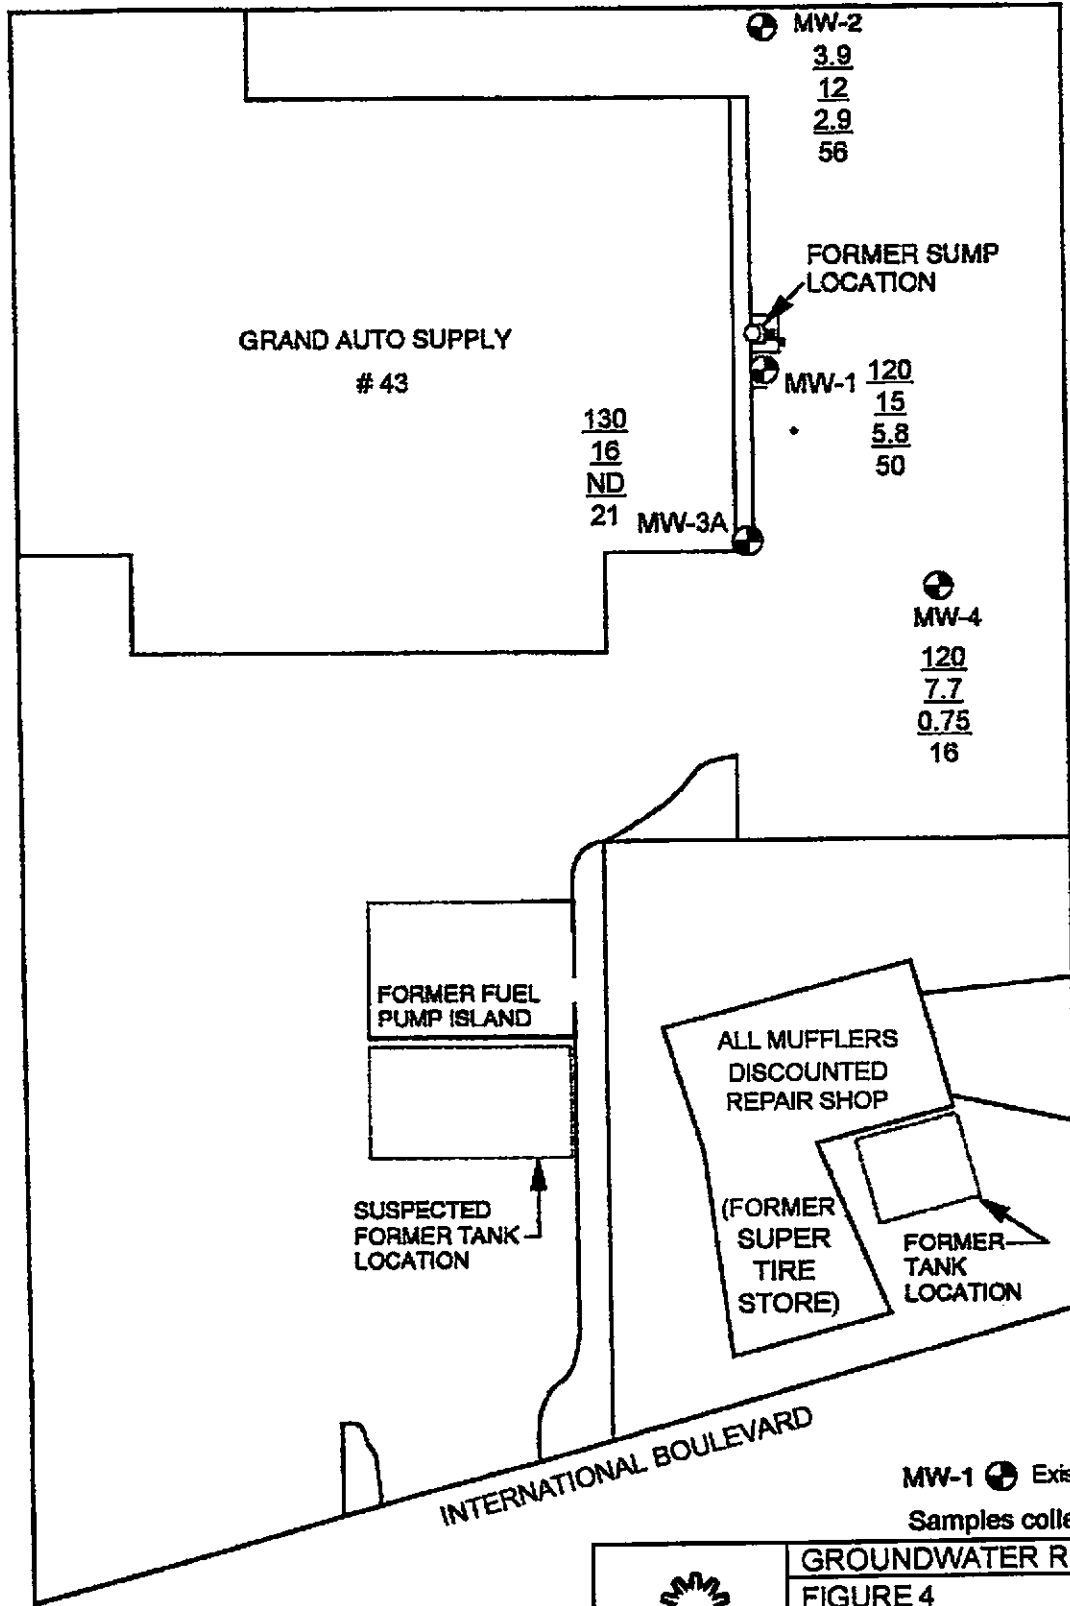 MW-2
3.9
12
2.9
56
FORMER SUMP
LOCATION
GRAND AUTO SUPPLY
# 43
MW-1
120
15
5.8
50
130
16
ND
21
MW-3A
MW-4
120
7.7
0.75
16
FORMER FUEL
PUMP ISLAND
SUSPECTED
FORMER TANK
LOCATION
ALL MUFFLERS
DISCOUNTED
REPAIR SHOP
(FORMER
SUPER
TIRE
STORE)
FORMER
TANK
LOCATION
INTERNATIONAL BOULEVARD
MW-1 Exis
Samples colle
GROUNDWATER R
FIGURE 4